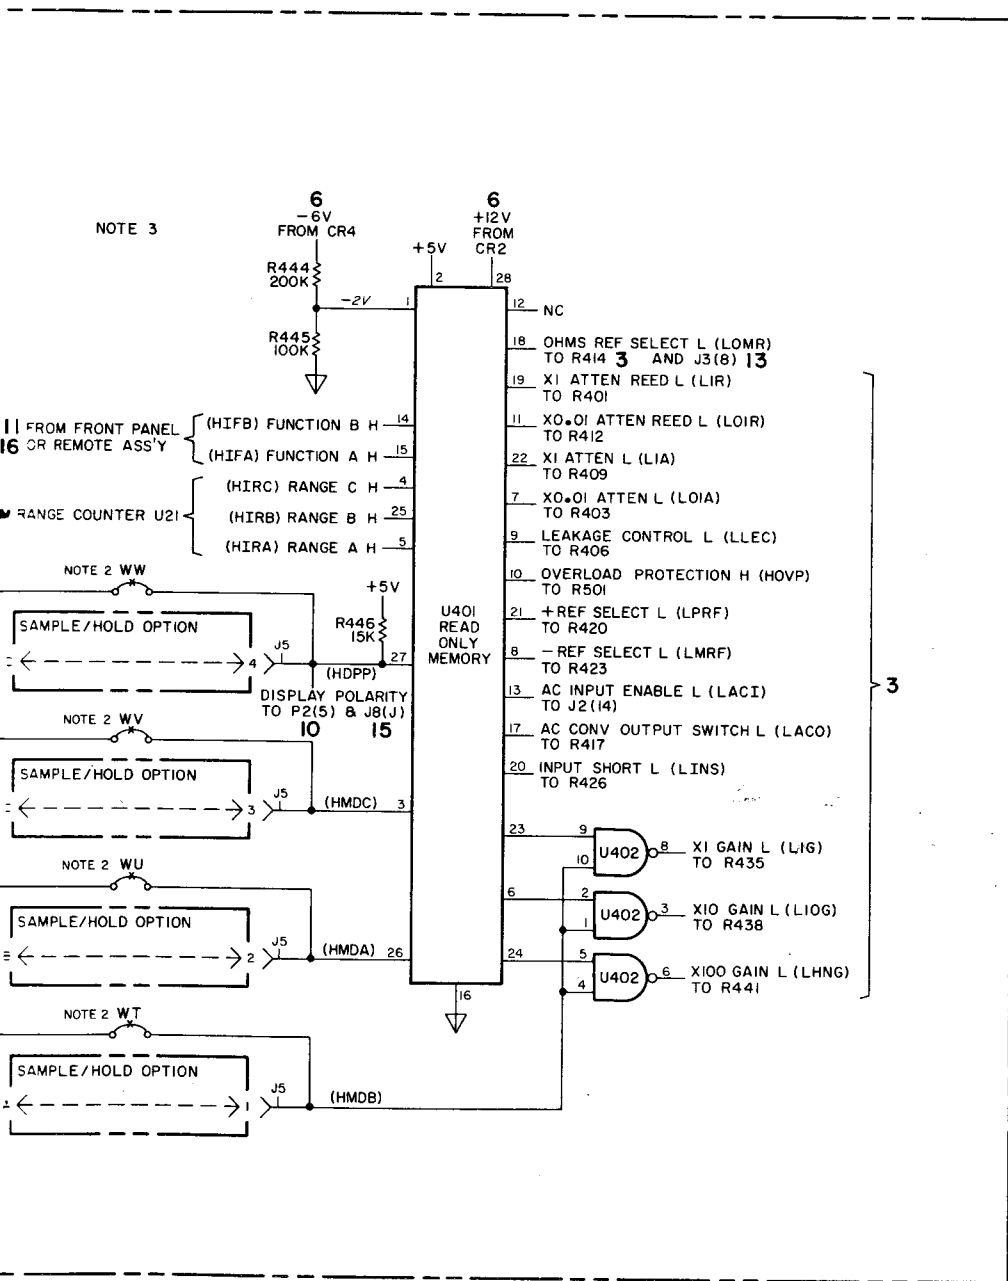 6
-6V
FROM CR4
6
+12V
FROM
CR2
NOTE 3
+5V
R444
200K
2
28
-2V
1
12 NC
R445
100K
18 OHMS REF SELECT L (LOMR)
TO R414 3 AND J3(8) 13
19 X1 ATTEN REED L (LIR)
TO R401
11 FROM FRONT PANEL
16 OR REMOTE ASS'Y
(HIFB) FUNCTION B H 14
(HIFA) FUNCTION A H 15
11 X0.01 ATTEN REED L (LOIR)
TO R412
22 X1 ATTEN L (LIA)
TO R409
RANGE COUNTER U21
(HIRC) RANGE C H 4
(HIRB) RANGE B H 25
(HIRA) RANGE A H 5
7 X0.01 ATTEN L (LOIA)
TO R403
9 LEAKAGE CONTROL L (LLEC)
TO R406
10 OVERLOAD PROTECTION H (HOVP)
TO R501
21 +REF SELECT L (LPRF)
TO R420
8 -REF SELECT L (LMRF)
TO R423
13 AC INPUT ENABLE L (LACI)
TO J2(14)
17 AC CONV OUTPUT SWITCH L (LACO)
TO R417
20 INPUT SHORT L (LINS)
TO R426
3
NOTE 2 WW
+5V
R446
15K
U401
READ
ONLY
MEMORY
SAMPLE/HOLD OPTION
4
J5
(HDPP)
27
DISPLAY POLARITY
TO P2(5) & J8(J)
10 15
NOTE 2 WV
SAMPLE/HOLD OPTION
3
J5
(HMDC) 3
23
9
10
U402
8 X1 GAIN L (LIG)
TO R435
NOTE 2 WU
6
2
1
U402
3 X10 GAIN L (LIOG)
TO R438
SAMPLE/HOLD OPTION
2
J5
(HMDA) 26
24
5
4
U402
6 X100 GAIN L (LHNG)
TO R441
16
NOTE 2 WT
SAMPLE/HOLD OPTION
1
J5
(HMDB)